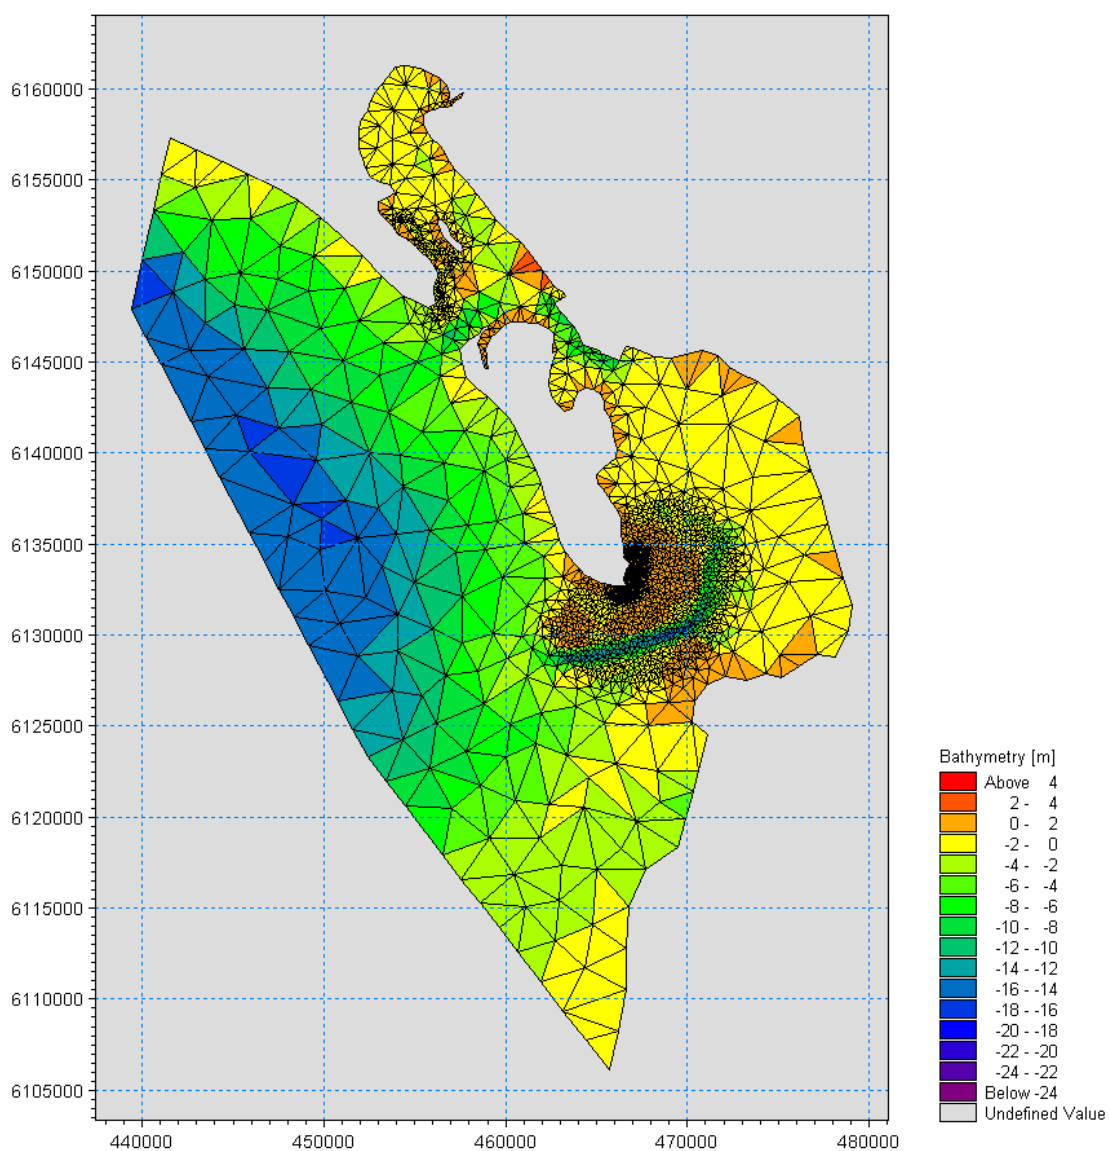 6160000
6155000
6150000
6145000
6140000
6135000
6130000
6125000
6120000
6115000
6110000
6105000
440000 450000 460000 470000 480000
Bathymetry [m]
Above 4
2 - 4
0 - 2
-2 - 0
-4 - -2
-6 - -4
-8 - -6
-10 - -8
-12 - -10
-14 - -12
-16 - -14
-18 - -16
-20 - -18
-22 - -20
-24 - -22
Below -24
Undefined Value